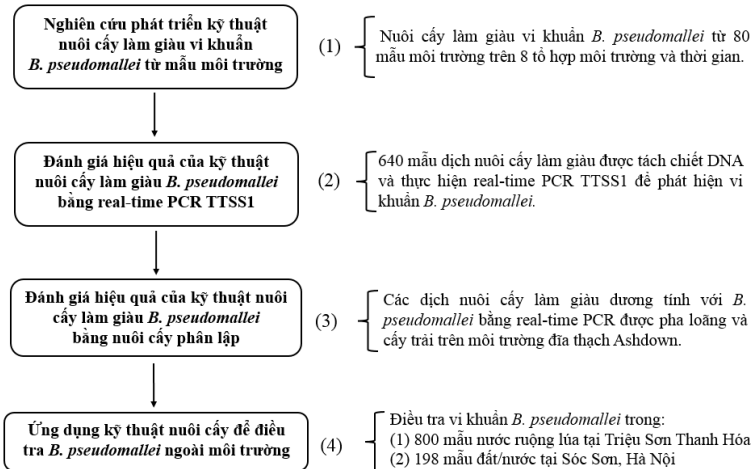 Nghiên cứu phát triển kỹ thuật
nuôi cấy làm giàu vi khuẩn
B. pseudomallei từ mẫu môi trường
(1)
Nuôi cấy làm giàu vi khuẩn B. pseudomallei từ 80
mẫu môi trường trên 8 tổ hợp môi trường và thời gian.
Đánh giá hiệu quả của kỹ thuật
nuôi cấy làm giàu B. pseudomallei
bằng real-time PCR TTSS1
(2)
640 mẫu dịch nuôi cấy làm giàu được tách chiết DNA
và thực hiện real-time PCR TTSS1 để phát hiện vi
khuẩn B. pseudomallei.
Đánh giá hiệu quả của kỹ thuật nuôi
cấy làm giàu B. pseudomallei
bằng nuôi cấy phân lập
(3)
Các dịch nuôi cấy làm giàu dương tính với B.
pseudomallei bằng real-time PCR được pha loãng và
cấy trải trên môi trường đĩa thạch Ashdown.
Ứng dụng kỹ thuật nuôi cấy để điều
tra B. pseudomallei ngoài môi trường
(4)
Điều tra vi khuẩn B. pseudomallei trong:
(1) 800 mẫu nước ruộng lúa tại Triệu Sơn Thanh Hóa
(2) 198 mẫu đất/nước tại Sóc Sơn, Hà Nội